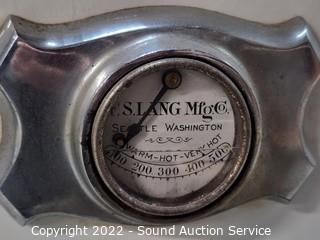 F.S. LANG Mfg Co.
SEATTLE WASHINGTON
WARM-HOT-VERY HOT
100 200 300 400 500
Copyright 2022 - Sound Auction Service